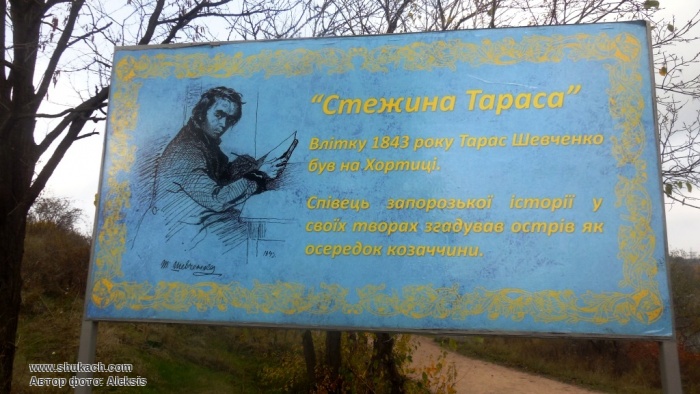 "Стежина Тараса"
Влітку 1843 року Тарас Шевченко
був на Хортиці.
Співець запорозької історії у
своїх творах згадував острів як
осередок козаччини.
1843
Т. Шевченко
www.shukach.com
Автор фото: Aleksis